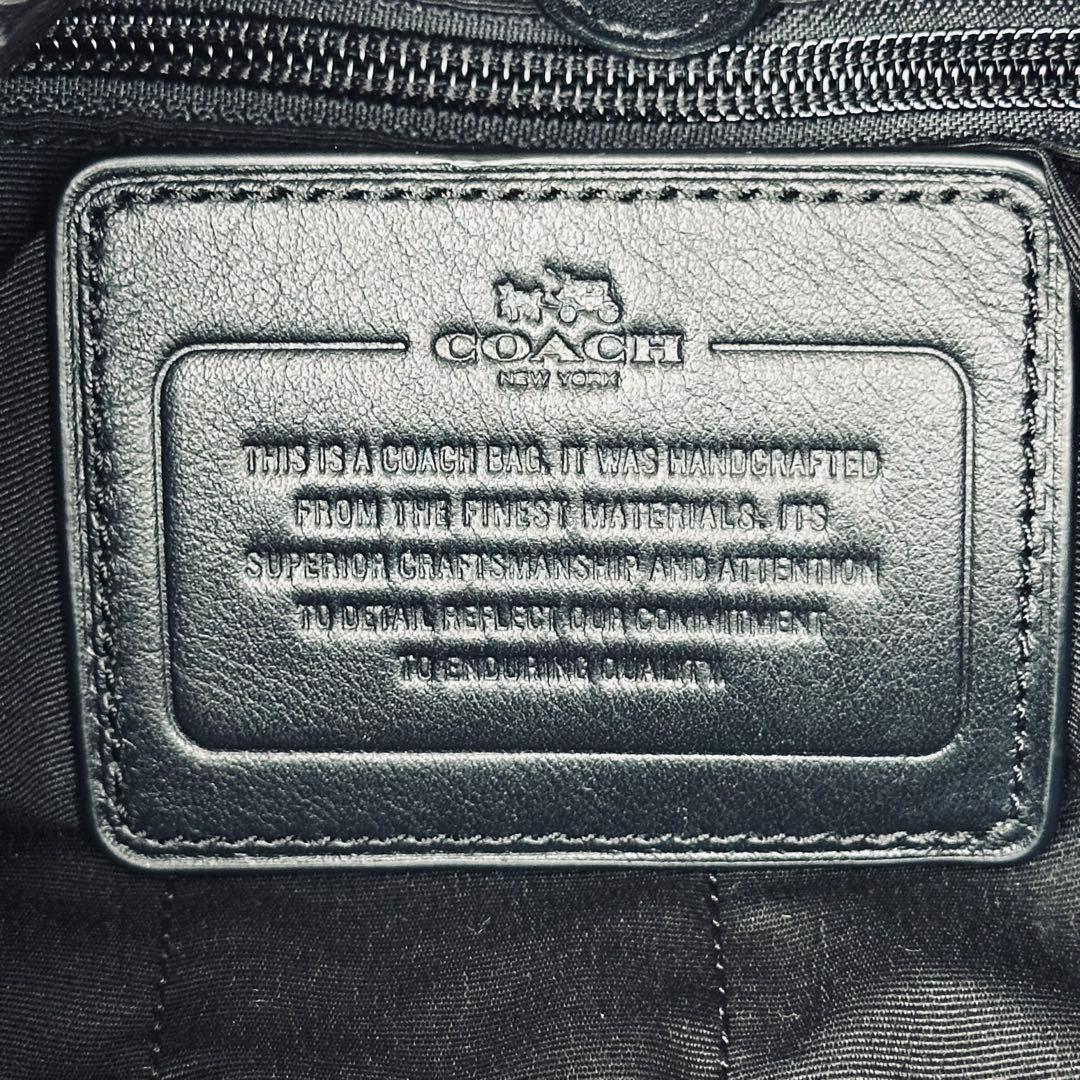 COACH
NEW YORK
THIS IS A COACH BAG. IT WAS HANDCRAFTED
FROM THE FINEST MATERIALS. ITS
SUPERIOR CRAFTSMANSHIP AND ATTENTION
TO DETAIL REFLECT OUR COMMITMENT
TO ENDURING QUALITY.